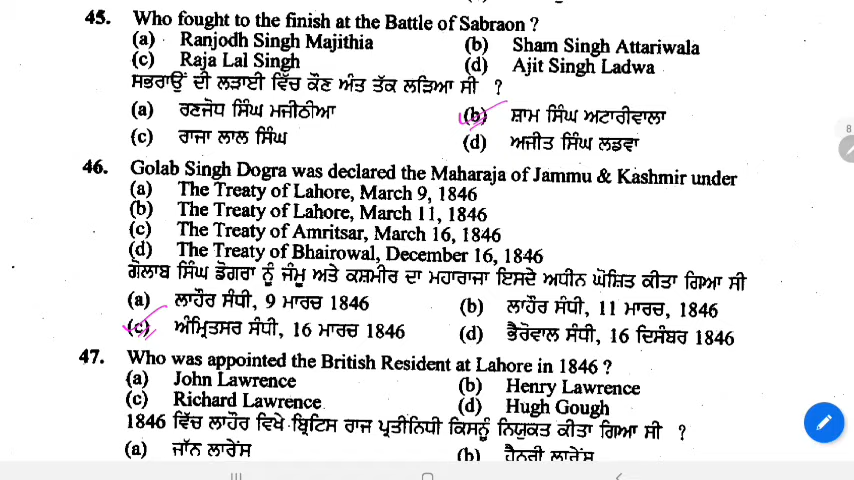 45. Who fought to the finish at the Battle of Sabraon ?
(a) Ranjodh Singh Majithia (b) Sham Singh Attariwala
(c) Raja Lal Singh (d) Ajit Singh Ladwa
ਸਭਰਾਉਂ ਦੀ ਲੜਾਈ ਵਿੱਚ ਕੌਣ ਅੰਤ ਤੱਕ ਲੜਿਆ ਸੀ ?
(a) ਰਣਜੋਧ ਸਿੰਘ ਮਜੀਠੀਆ (b) ਸ਼ਾਮ ਸਿੰਘ ਅਟਾਰੀਵਾਲਾ
(c) ਰਾਜਾ ਲਾਲ ਸਿੰਘ (d) ਅਜੀਤ ਸਿੰਘ ਲਡਵਾ
46. Golab Singh Dogra was declared the Maharaja of Jammu & Kashmir under
(a) The Treaty of Lahore, March 9, 1846
(b) The Treaty of Lahore, March 11, 1846
(c) The Treaty of Amritsar, March 16, 1846
(d) The Treaty of Bhairowal, December 16, 1846
ਗੋਲਾਬ ਸਿੰਘ ਡੋਗਰਾ ਨੂੰ ਜੰਮੂ ਅਤੇ ਕਸ਼ਮੀਰ ਦਾ ਮਹਾਰਾਜਾ ਇਸਦੇ ਅਧੀਨ ਘੋਸ਼ਿਤ ਕੀਤਾ ਗਿਆ ਸੀ
(a) ਲਾਹੌਰ ਸੰਧੀ, 9 ਮਾਰਚ 1846 (b) ਲਾਹੌਰ ਸੰਧੀ, 11 ਮਾਰਚ, 1846
(c) ਅੰਮ੍ਰਿਤਸਰ ਸੰਧੀ, 16 ਮਾਰਚ 1846 (d) ਭੈਰੋਵਾਲ ਸੰਧੀ, 16 ਦਿਸੰਬਰ 1846
47. Who was appointed the British Resident at Lahore in 1846 ?
(a) John Lawrence (b) Henry Lawrence
(c) Richard Lawrence (d) Hugh Gough
1846 ਵਿੱਚ ਲਾਹੌਰ ਵਿਖੇ ਬ੍ਰਿਟਿਸ ਰਾਜ ਪ੍ਰਤੀਨਿਧੀ ਕਿਸਨੂੰ ਨਿਯੁਕਤ ਕੀਤਾ ਗਿਆ ਸੀ ?
(a) ਜਾੱਨ ਲਾਰੇਂਸ (b) ਹੈਨਰੀ ਲਾਰੇਂਸ
8